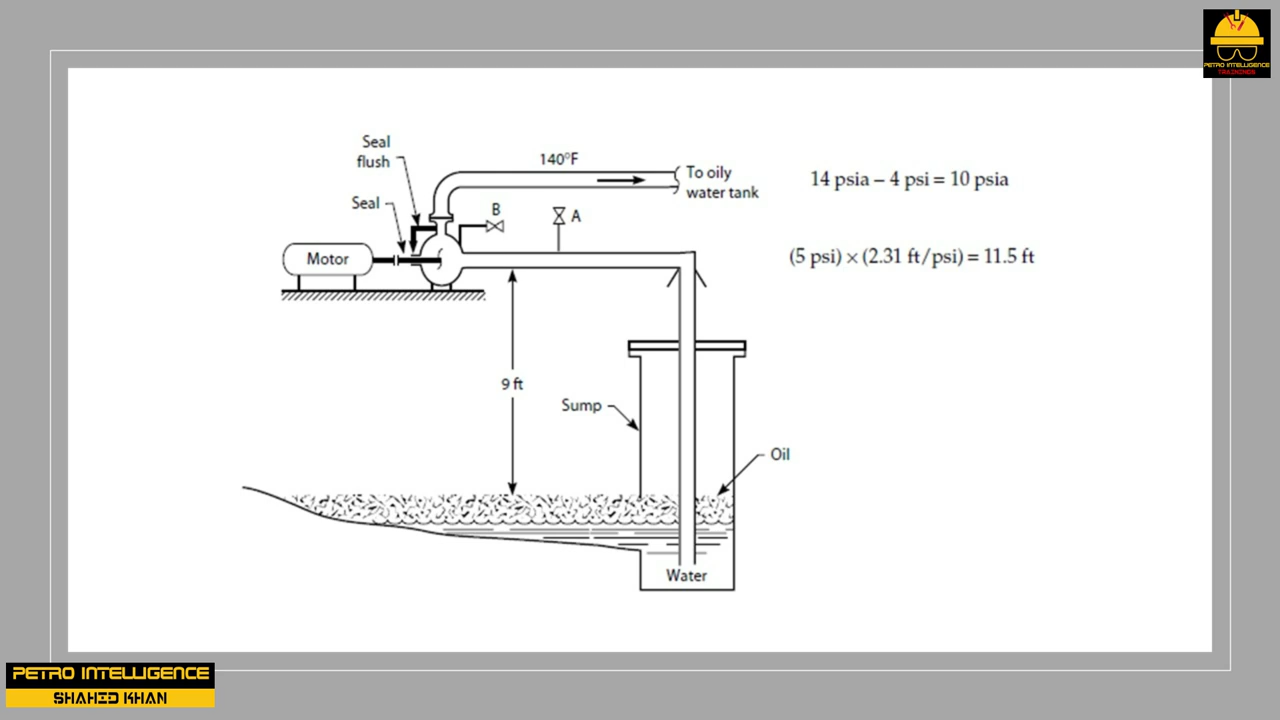 PETRO INTELLIGENCE
TRAININGS
Seal
flush
140°F
To oily
water tank
14 psia – 4 psi = 10 psia
Seal
B
A
Motor
(5 psi) × (2.31 ft/psi) = 11.5 ft
9 ft
Sump
Oil
Water
PETRO INTELLIGENCE
SHAHID KHAN